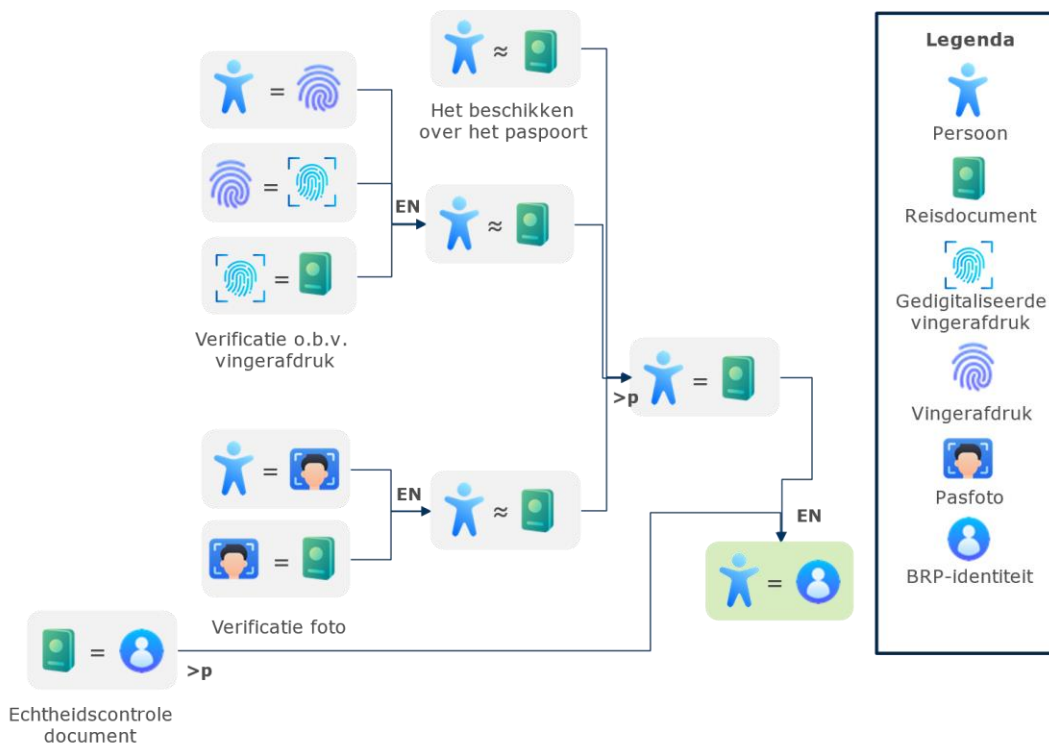 ≈
Het beschikken
over het paspoort
=
=
=
Verificatie o.b.v.
vingerafdruk
EN
≈
=
=
Verificatie foto
EN
≈
>p
=
=
>p
Echtheidscontrole
document
EN
=
Legenda
Persoon
Reisdocument
Gedigitaliseerde
vingerafdruk
Vingerafdruk
Pasfoto
BRP-identiteit